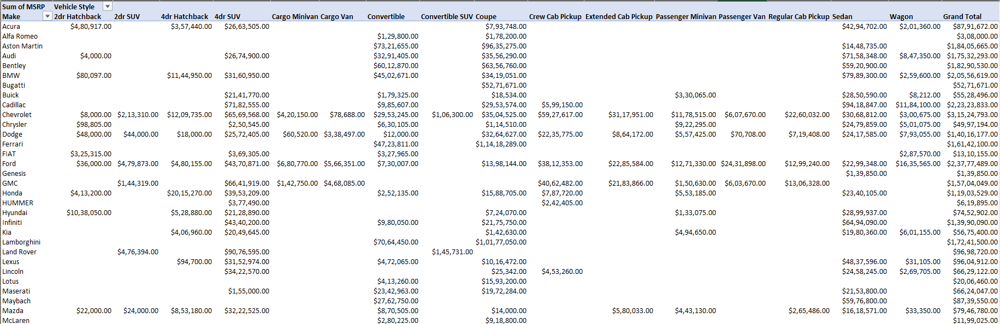 Sum of MSRP Vehicle Style
Make 2dr Hatchback 2dr SUV 4dr Hatchback 4dr SUV Cargo Minivan Cargo Van Convertible Convertible SUV Coupe Crew Cab Pickup Extended Cab Pickup Passenger Minivan Passenger Van Regular Cab Pickup Sedan Wagon Grand Total
Acura $4,80,917.00 $3,57,440.00 $26,63,505.00 $7,93,748.00 $42,94,702.00 $2,01,360.00 $87,91,672.00
Alfa Romeo $1,29,800.00 $1,78,200.00 $3,08,000.00
Aston Martin $73,21,655.00 $96,35,275.00 $14,48,735.00 $1,84,05,665.00
Audi $4,000.00 $26,74,900.00 $32,91,405.00 $35,56,290.00 $71,58,348.00 $8,47,350.00 $1,75,32,293.00
Bentley $60,12,870.00 $63,56,760.00 $59,20,900.00 $1,82,90,530.00
BMW $80,097.00 $11,44,950.00 $31,60,950.00 $45,02,671.00 $34,19,051.00 $79,89,300.00 $2,59,600.00 $2,05,56,619.00
Bugatti $52,71,671.00 $52,71,671.00
Buick $21,41,770.00 $1,79,325.00 $18,534.00 $3,30,065.00 $28,50,590.00 $8,212.00 $55,28,496.00
Cadillac $71,82,555.00 $9,85,607.00 $29,53,574.00 $5,99,150.00 $94,18,847.00 $11,84,100.00 $2,23,23,833.00
Chevrolet $8,000.00 $2,13,310.00 $12,09,735.00 $65,69,568.00 $4,20,150.00 $78,688.00 $29,53,245.00 $1,06,300.00 $35,04,525.00 $59,27,617.00 $31,17,951.00 $11,78,515.00 $6,07,670.00 $22,60,032.00 $30,68,812.00 $3,00,675.00 $3,15,24,793.00
Chrysler $98,805.00 $2,50,545.00 $6,30,105.00 $1,14,510.00 $9,22,295.00 $24,79,859.00 $5,01,075.00 $49,97,194.00
Dodge $48,000.00 $44,000.00 $18,000.00 $25,72,405.00 $60,520.00 $3,38,497.00 $12,000.00 $32,64,627.00 $22,35,775.00 $8,64,172.00 $5,57,425.00 $70,708.00 $7,19,408.00 $24,17,585.00 $7,93,055.00 $1,40,16,177.00
Ferrari $47,23,811.00 $1,14,18,289.00 $1,61,42,100.00
FIAT $3,25,315.00 $3,69,305.00 $3,27,965.00 $2,87,570.00 $13,10,155.00
Ford $36,000.00 $4,79,873.00 $4,80,155.00 $43,70,871.00 $6,80,770.00 $5,66,351.00 $7,30,007.00 $13,98,144.00 $38,12,353.00 $22,85,584.00 $12,71,330.00 $24,31,898.00 $12,99,240.00 $22,99,348.00 $16,35,565.00 $2,37,77,489.00
Genesis $1,39,850.00 $1,39,850.00
GMC $1,44,319.00 $66,41,919.00 $1,42,750.00 $4,68,085.00 $40,62,482.00 $21,83,866.00 $1,50,630.00 $6,03,670.00 $13,06,328.00 $1,57,04,049.00
Honda $4,13,200.00 $20,15,270.00 $39,53,209.00 $2,52,135.00 $15,88,705.00 $7,87,720.00 $5,53,185.00 $23,40,105.00 $1,19,03,529.00
HUMMER $3,77,490.00 $2,42,405.00 $6,19,895.00
Hyundai $10,38,050.00 $5,28,880.00 $21,28,890.00 $7,24,070.00 $1,33,075.00 $28,99,937.00 $74,52,902.00
Infiniti $43,40,200.00 $9,80,050.00 $21,75,750.00 $64,94,090.00 $1,39,90,090.00
Kia $4,06,960.00 $20,49,645.00 $1,42,630.00 $4,94,650.00 $19,80,360.00 $6,01,155.00 $56,75,400.00
Lamborghini $70,64,450.00 $1,01,77,050.00 $1,72,41,500.00
Land Rover $4,76,394.00 $90,76,595.00 $1,45,731.00 $96,98,720.00
Lexus $94,700.00 $31,52,974.00 $4,72,065.00 $10,16,472.00 $48,37,596.00 $31,105.00 $96,04,912.00
Lincoln $34,22,570.00 $25,342.00 $4,53,260.00 $24,58,245.00 $2,69,705.00 $66,29,122.00
Lotus $4,13,260.00 $15,93,200.00 $20,06,460.00
Maserati $1,55,000.00 $23,42,963.00 $19,72,284.00 $21,53,800.00 $66,24,047.00
Maybach $27,62,750.00 $59,76,800.00 $87,39,550.00
Mazda $22,000.00 $24,000.00 $8,53,180.00 $32,22,525.00 $8,70,505.00 $14,000.00 $5,80,033.00 $4,43,130.00 $2,65,486.00 $16,18,571.00 $33,350.00 $79,46,780.00
McLaren $2,80,225.00 $9,18,800.00 $11,99,025.00